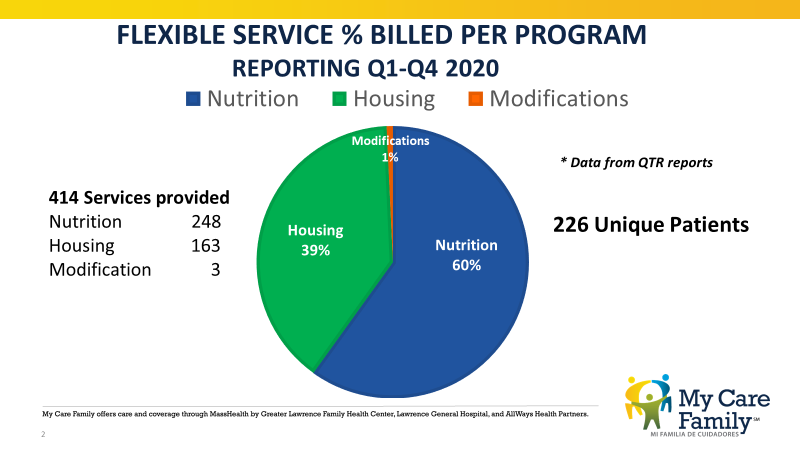 FLEXIBLE SERVICE % BILLED PER PROGRAM
REPORTING Q1-Q4 2020
Nutrition Housing Modifications
Modifications
1%
* Data from QTR reports
414 Services provided
Nutrition 248
Housing 163
Modification 3
Housing
39%
Nutrition
60%
226 Unique Patients
My Care Family offers care and coverage through MassHealth by Greater Lawrence Family Health Center, Lawrence General Hospital, and AllWays Health Partners.
2
My Care
Family℠
MI FAMILIA DE CUIDADORES